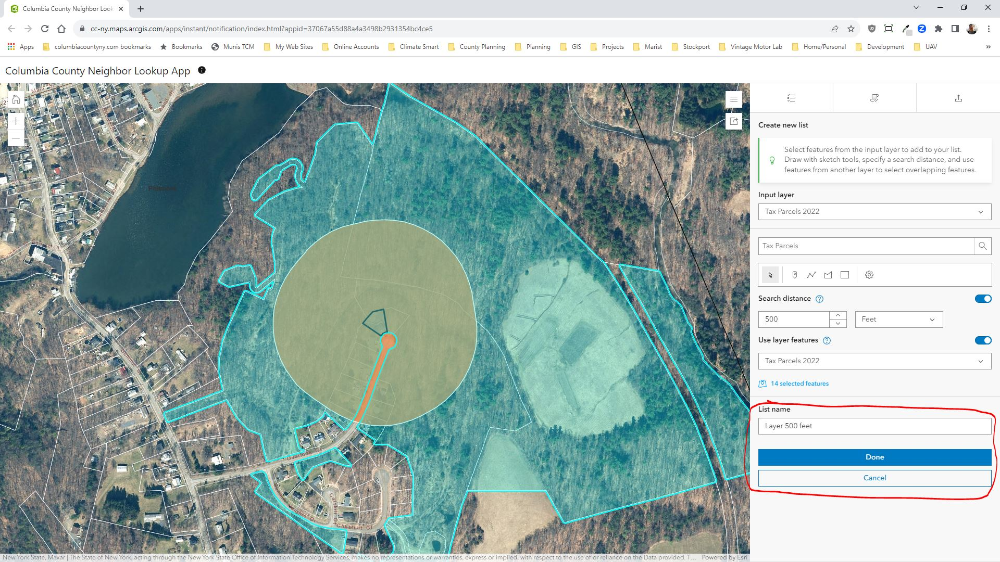 Columbia County Neighbor Look
cc-ny.maps.arcgis.com/apps/instant/notification/index.html?appid=37067a55d88a4a3498b2931354bc4ce5
Apps columbiacountyny.com bookmarks Bookmarks Munis TCM My Web Sites Online Accounts Climate Smart County Planning Planning GIS Projects Marist Stockport Vintage Motor Lab Home/Personal Development UAV »
Columbia County Neighbor Lookup App
Create new list
Select features from the input layer to add to your list.
Draw with sketch tools, specify a search distance, and use
features from another layer to select overlapping features.
Input layer
Tax Parcels 2022
Tax Parcels
Search distance
500 Feet
Use layer features
Tax Parcels 2022
14 selected features
List name
Layer 500 feet
Done
Cancel
Philmont
Summit St
Overlook Cir
Catskill Ct
Chestnut Ct
New York State, Maxar | The State of New York, acting through the New York State Office of Information Technology Services, makes no representations or warranties, express or implied, with respect to the use of or reliance on the Data provided. T... Powered by Esri